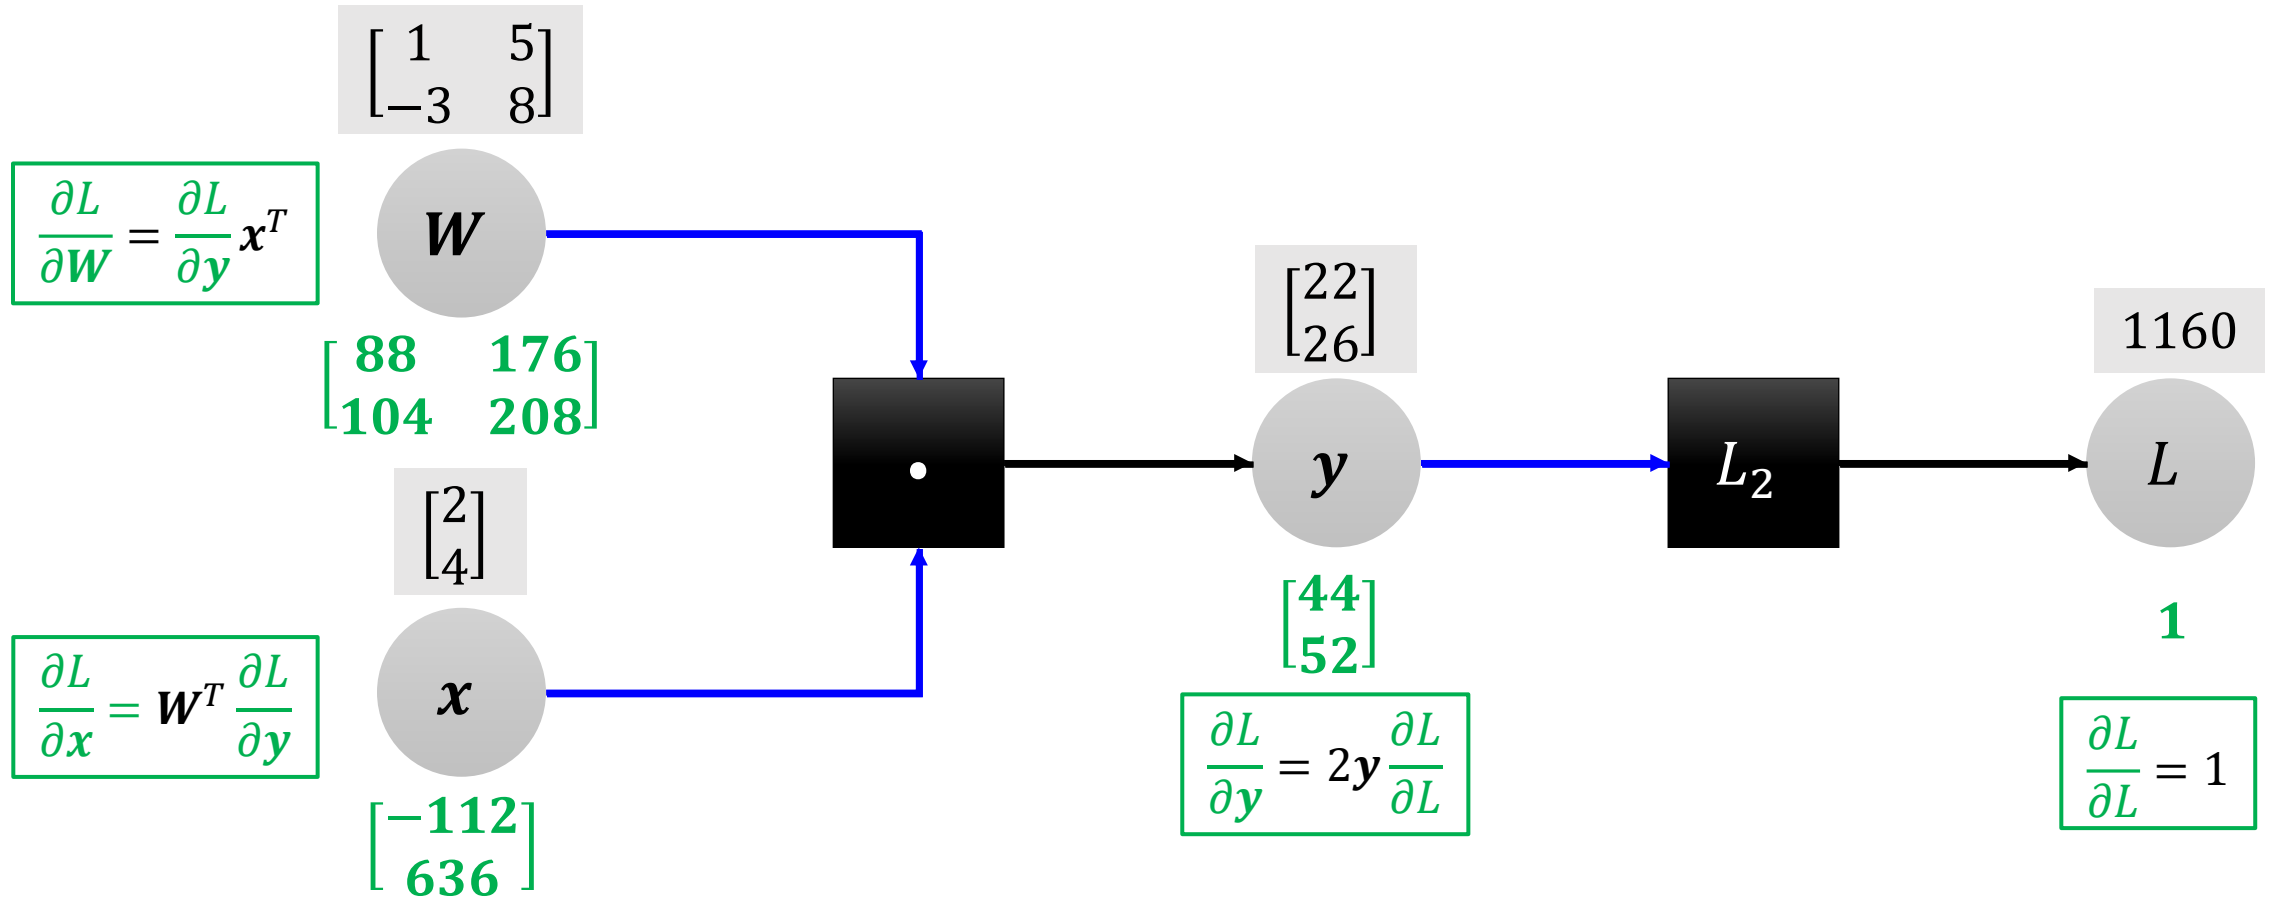 [1 5
−3 8]
∂L/∂W = ∂L/∂y x^T
W
[88 176
104 208]
[2
4]
∂L/∂x = W^T ∂L/∂y
x
[−112
636]
•
[22
26]
y
[44
52]
∂L/∂y = 2y ∂L/∂L
L₂
1160
L
1
∂L/∂L = 1